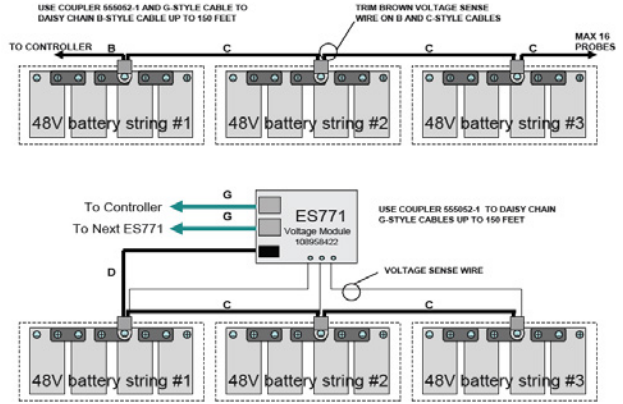 USE COUPLER 555052-1 AND G-STYLE CABLE TO
DAISY CHAIN B-STYLE CABLE UP TO 150 FEET
TRIM BROWN VOLTAGE SENSE
WIRE ON B AND C-STYLE CABLES
TO CONTROLLER
B
C
C
C
MAX 16
PROBES
48V battery string #1
48V battery string #2
48V battery string #3
To Controller
G
To Next ES771
G
ES771
Voltage Module
108958422
USE COUPLER 555052-1 TO DAISY CHAIN
G-STYLE CABLES UP TO 150 FEET
D
VOLTAGE SENSE WIRE
C
C
48V battery string #1
48V battery string #2
48V battery string #3